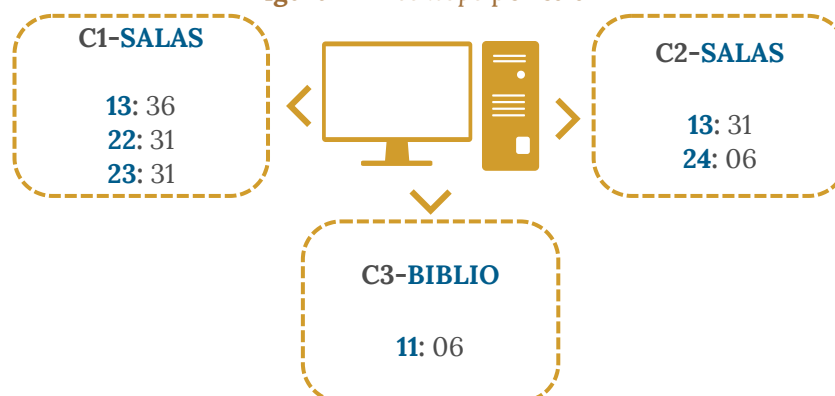 C1-SALAS
13: 36
22: 31
23: 31
C2-SALAS
13: 31
24: 06
C3-BIBLIO
11: 06